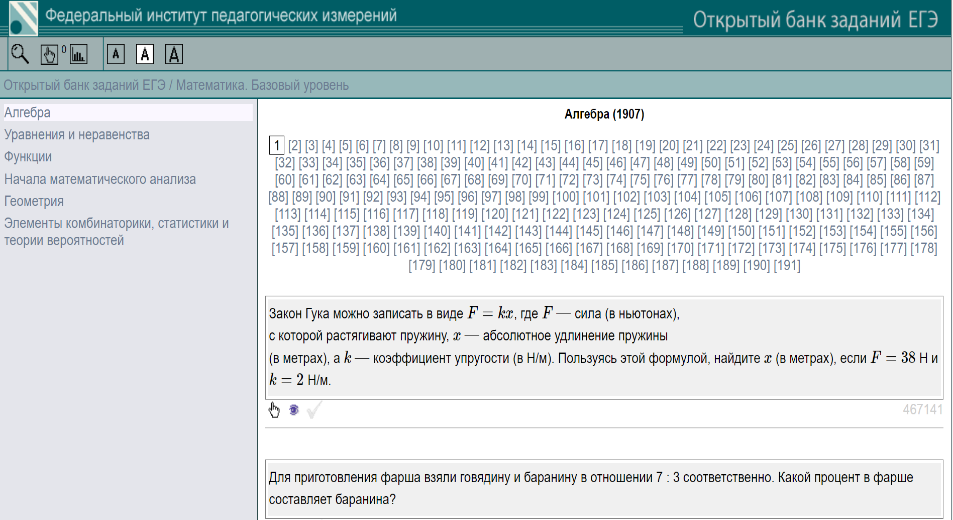 Федеральный институт педагогических измерений
Открытый банк заданий ЕГЭ
0 A A A
Открытый банк заданий ЕГЭ / Математика. Базовый уровень
Алгебра
Уравнения и неравенства
Функции
Начала математического анализа
Геометрия
Элементы комбинаторики, статистики и
теории вероятностей
Алгебра (1907)
1 [2] [3] [4] [5] [6] [7] [8] [9] [10] [11] [12] [13] [14] [15] [16] [17] [18] [19] [20] [21] [22] [23] [24] [25] [26] [27] [28] [29] [30] [31]
[32] [33] [34] [35] [36] [37] [38] [39] [40] [41] [42] [43] [44] [45] [46] [47] [48] [49] [50] [51] [52] [53] [54] [55] [56] [57] [58] [59]
[60] [61] [62] [63] [64] [65] [66] [67] [68] [69] [70] [71] [72] [73] [74] [75] [76] [77] [78] [79] [80] [81] [82] [83] [84] [85] [86] [87]
[88] [89] [90] [91] [92] [93] [94] [95] [96] [97] [98] [99] [100] [101] [102] [103] [104] [105] [106] [107] [108] [109] [110] [111] [112]
[113] [114] [115] [116] [117] [118] [119] [120] [121] [122] [123] [124] [125] [126] [127] [128] [129] [130] [131] [132] [133] [134]
[135] [136] [137] [138] [139] [140] [141] [142] [143] [144] [145] [146] [147] [148] [149] [150] [151] [152] [153] [154] [155] [156]
[157] [158] [159] [160] [161] [162] [163] [164] [165] [166] [167] [168] [169] [170] [171] [172] [173] [174] [175] [176] [177] [178]
[179] [180] [181] [182] [183] [184] [185] [186] [187] [188] [189] [190] [191]
Закон Гука можно записать в виде F = kx, где F — сила (в ньютонах),
с которой растягивают пружину, x — абсолютное удлинение пружины
(в метрах), а k — коэффициент упругости (в Н/м). Пользуясь этой формулой, найдите x (в метрах), если F = 38 Н и
k = 2 Н/м.
467141
Для приготовления фарша взяли говядину и баранину в отношении 7 : 3 соответственно. Какой процент в фарше
составляет баранина?